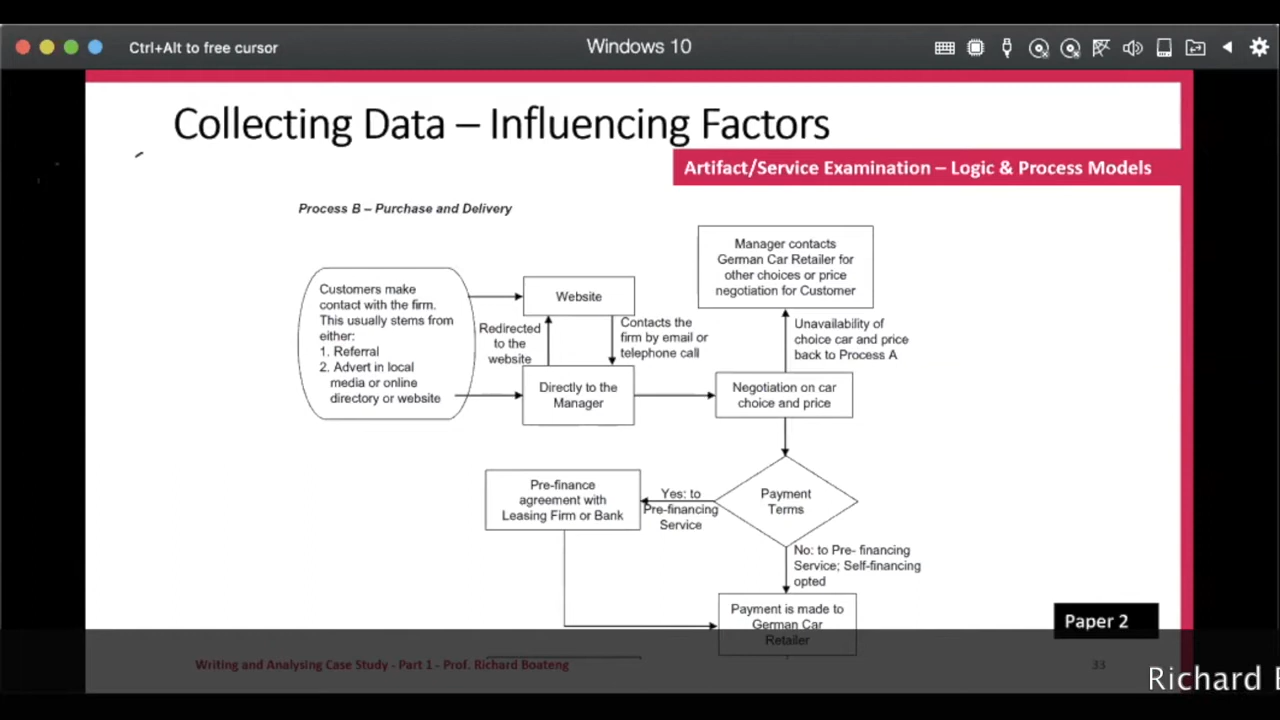 Ctrl+Alt to free cursor
Windows 10
Collecting Data – Influencing Factors
Artifact/Service Examination – Logic & Process Models
Process B – Purchase and Delivery
Customers make
contact with the firm.
This usually stems from
either:
1. Referral
2. Advert in local
media or online
directory or website
Website
Redirected
to the
website
Contacts the
firm by email or
telephone call
Directly to the
Manager
Manager contacts
German Car Retailer for
other choices or price
negotiation for Customer
Unavailability of
choice car and price
back to Process A
Negotiation on car
choice and price
Payment
Terms
Yes: to
Pre-financing
Service
Pre-finance
agreement with
Leasing Firm or Bank
No: to Pre- financing
Service; Self-financing
opted
Payment is made to
German Car
Retailer
Paper 2
Writing and Analysing Case Study - Part 1 - Prof. Richard Boateng
33
Richard